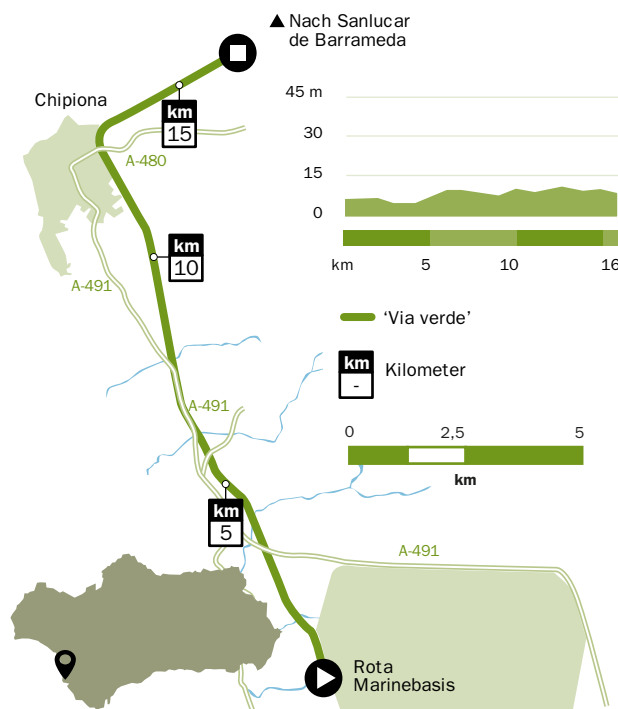 ▲ Nach Sanlucar
de Barrameda
Chipiona
km
15
A-480
45 m
30
15
0
km
5
10
16
km
10
A-491
‘Via verde’
km
-
Kilometer
A-491
0
2,5
5
km
km
5
A-491
Rota
Marinebasis